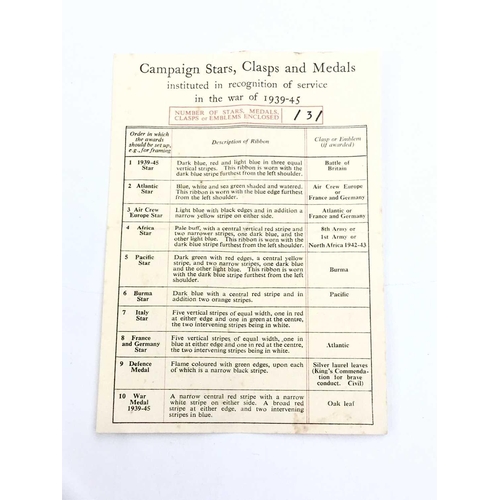 Campaign Stars, Clasps and Medals
instituted in recognition of service
in the war of 1939-45
NUMBER OF STARS, MEDALS,
CLASPS or EMBLEMS ENCLOSED
/3/
Order in which
the awards
should be set up,
e.g., for framing.
Description of Ribbon
Clasp or Emblem
(if awarded)
1 1939-45
Star
Dark blue, red and light blue in three equal
vertical stripes. This ribbon is worn with the
dark blue stripe furthest from the left shoulder.
Battle of
Britain
2 Atlantic
Star
Blue, white and sea green shaded and watered.
This ribbon is worn with the blue edge furthest
from the left shoulder.
Air Crew Europe
or
France and Germany
3 Air Crew
Europe Star
Light blue with black edges and in addition a
narrow yellow stripe on either side.
Atlantic or
France and Germany
4 Africa
Star
Pale buff, with a central vertical red stripe and
two narrower stripes, one dark blue, and the
other light blue. This ribbon is worn with the
dark blue stripe furthest from the left shoulder.
8th Army or
1st Army or
North Africa 1942-43
5 Pacific
Star
Dark green with red edges, a central yellow
stripe, and two narrow stripes, one dark blue
and the other light blue. This ribbon is worn
with the dark blue stripe furthest from the left
shoulder.
Burma
6 Burma
Star
Dark blue with a central red stripe and in
addition two orange stripes.
Pacific
7 Italy
Star
Five vertical stripes of equal width, one in red
at either edge and one in green at the centre,
the two intervening stripes being in white.
8 France
and Germany
Star
Five vertical stripes of equal width, one in
blue at either edge and one in red at the centre,
the two intervening stripes being in white.
Atlantic
9 Defence
Medal
Flame coloured with green edges, upon each
of which is a narrow black stripe.
Silver laurel leaves
(King's Commenda-
tion for brave
conduct. Civil)
10 War
Medal
1939-45
A narrow central red stripe with a narrow
white stripe on either side. A broad red
stripe at either edge, and two intervening
stripes in blue.
Oak leaf